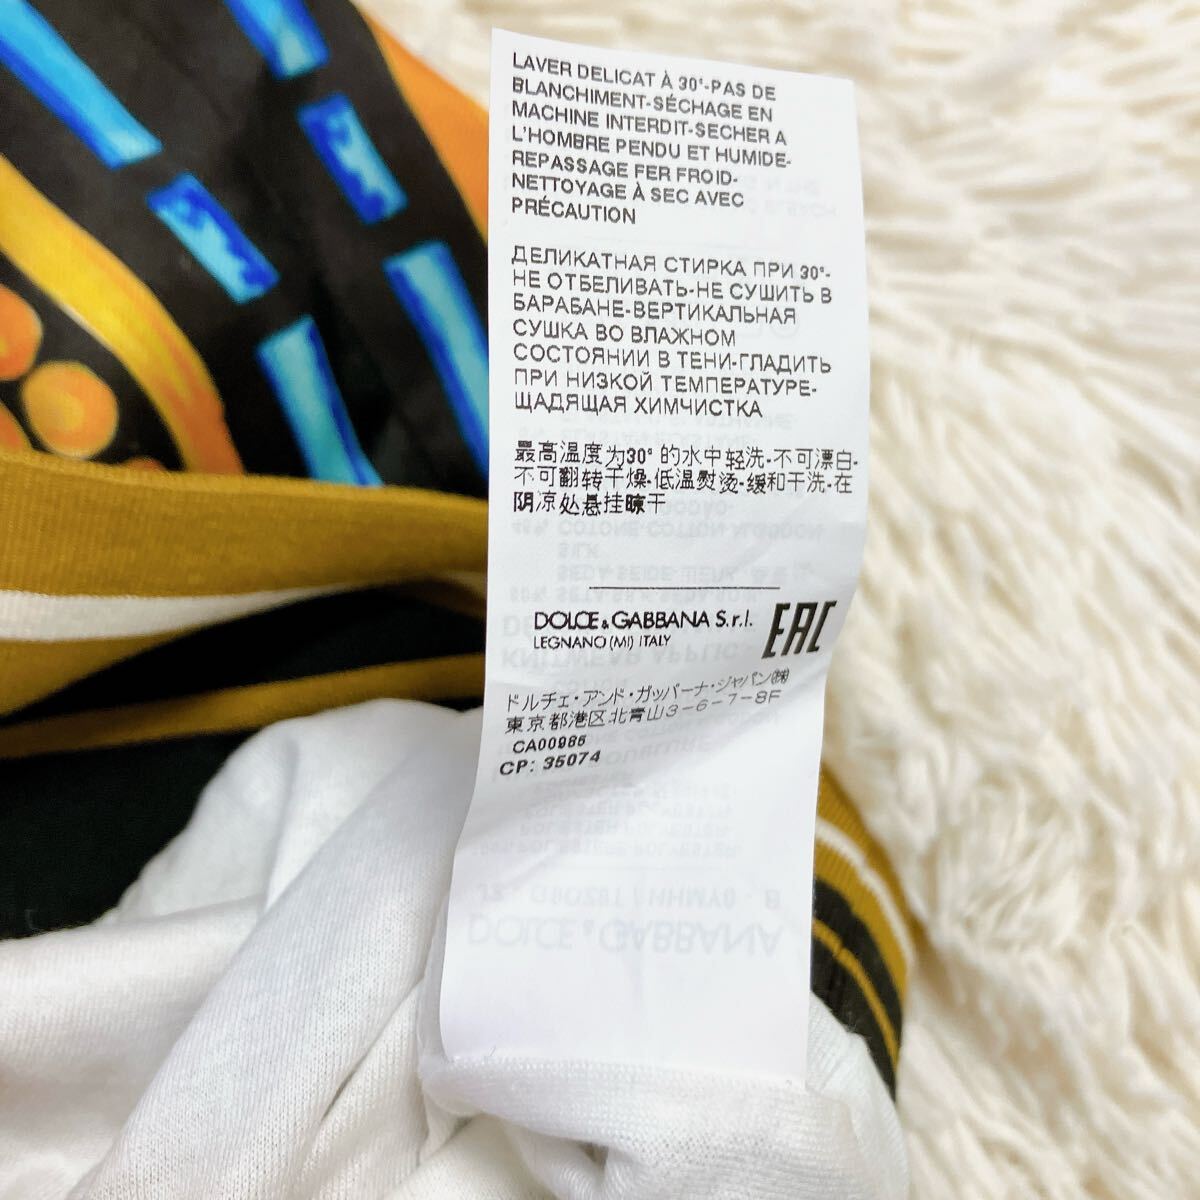 LAVER DELICAT À 30°-PAS DE
BLANCHIMENT-SÉCHAGE EN
MACHINE INTERDIT-SECHER A
L'HOMBRE PENDU ET HUMIDE-
REPASSAGE FER FROID-
NETTOYAGE À SEC AVEC
PRÉCAUTION
ДЕЛИКАТНАЯ СТИРКА ПРИ 30°-
НЕ ОТБЕЛИВАТЬ-НЕ СУШИТЬ В
БАРАБАНЕ-ВЕРТИКАЛЬНАЯ
СУШКА ВО ВЛАЖНОМ
СОСТОЯНИИ В ТЕНИ-ГЛАДИТЬ
ПРИ НИЗКОЙ ТЕМПЕРАТУРЕ-
ЩАДЯЩАЯ ХИМЧИСТКА
最高温度为30° 的水中轻洗-不可漂白-
不可翻转干燥-低温熨烫-缓和干洗-在
阴凉处悬挂晾干
DOLCE & GABBANA S.r.l.
LEGNANO (MI) ITALY
EAC
ドルチェ・アンド・ガッバーナ・ジャパン㈱
東京都港区北青山3-6-7-8F
CA00985
CP: 35074